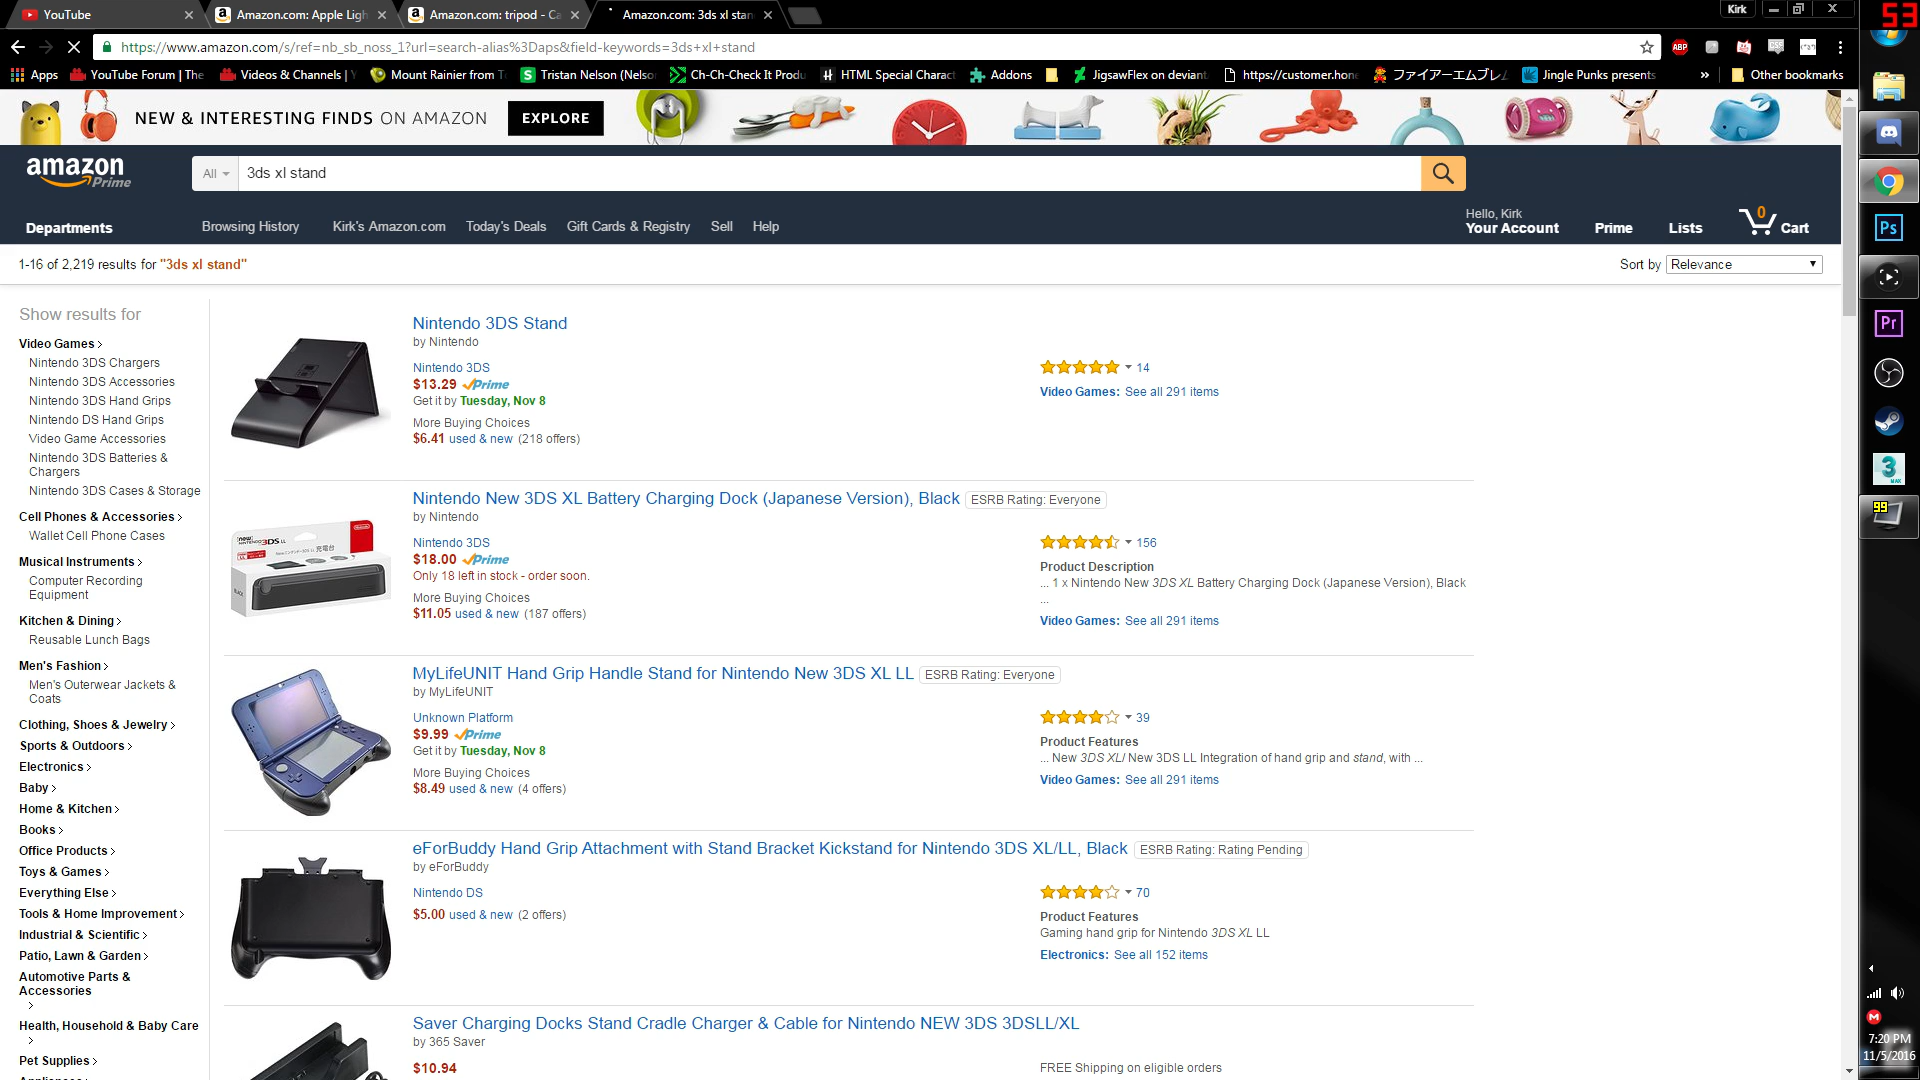 YouTube
Amazon.com: Apple Ligh
Amazon.com: tripod - Ca
Amazon.com: 3ds xl stan
Kirk
53
https://www.amazon.com/s/ref=nb_sb_noss_1?url=search-alias%3Daps&field-keywords=3ds+xl+stand
ABP
Apps
YouTube Forum | The
Videos & Channels | Y
Mount Rainier from T
Tristan Nelson (Nelso
Ch-Ch-Check It Produ
HTML Special Charact
Addons
JigsawFlex on deviant
https://customer.hone
ファイアーエムブレム
Jingle Punks presents
»
Other bookmarks
NEW & INTERESTING FINDS ON AMAZON
EXPLORE
amazon
Prime
All
3ds xl stand
Departments
Browsing History
Kirk's Amazon.com
Today's Deals
Gift Cards & Registry
Sell
Help
Hello, Kirk
Your Account
Prime
Lists
0
Cart
1-16 of 2,219 results for "3ds xl stand"
Sort by
Relevance
Show results for
Video Games
Nintendo 3DS Chargers
Nintendo 3DS Accessories
Nintendo 3DS Hand Grips
Nintendo DS Hand Grips
Video Game Accessories
Nintendo 3DS Batteries &
Chargers
Nintendo 3DS Cases & Storage
Cell Phones & Accessories
Wallet Cell Phone Cases
Musical Instruments
Computer Recording
Equipment
Kitchen & Dining
Reusable Lunch Bags
Men's Fashion
Men's Outerwear Jackets &
Coats
Clothing, Shoes & Jewelry
Sports & Outdoors
Electronics
Baby
Home & Kitchen
Books
Office Products
Toys & Games
Everything Else
Tools & Home Improvement
Industrial & Scientific
Patio, Lawn & Garden
Automotive Parts &
Accessories
Health, Household & Baby Care
Pet Supplies
Nintendo 3DS Stand
by Nintendo
Nintendo 3DS
$13.29 Prime
Get it by Tuesday, Nov 8
More Buying Choices
$6.41 used & new (218 offers)
14
Video Games: See all 291 items
Nintendo New 3DS XL Battery Charging Dock (Japanese Version), Black
ESRB Rating: Everyone
by Nintendo
Nintendo 3DS
$18.00 Prime
Only 18 left in stock - order soon.
More Buying Choices
$11.05 used & new (187 offers)
156
Product Description
... 1 x Nintendo New 3DS XL Battery Charging Dock (Japanese Version), Black
...
Video Games: See all 291 items
MyLifeUNIT Hand Grip Handle Stand for Nintendo New 3DS XL LL
ESRB Rating: Everyone
by MyLifeUNIT
Unknown Platform
$9.99 Prime
Get it by Tuesday, Nov 8
More Buying Choices
$8.49 used & new (4 offers)
39
Product Features
... New 3DS XL/ New 3DS LL Integration of hand grip and stand, with ...
Video Games: See all 291 items
eForBuddy Hand Grip Attachment with Stand Bracket Kickstand for Nintendo 3DS XL/LL, Black
ESRB Rating: Rating Pending
by eForBuddy
Nintendo DS
$5.00 used & new (2 offers)
70
Product Features
Gaming hand grip for Nintendo 3DS XL LL
Electronics: See all 152 items
Saver Charging Docks Stand Cradle Charger & Cable for Nintendo NEW 3DS 3DSLL/XL
by 365 Saver
$10.94
FREE Shipping on eligible orders
Ps
Pr
3
MAX
99
7:20 PM
11/5/2016